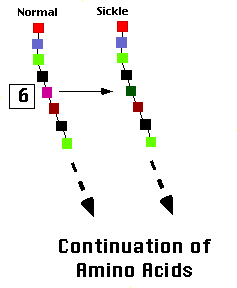 Normal Sickle
6
Continuation of
Amino Acids